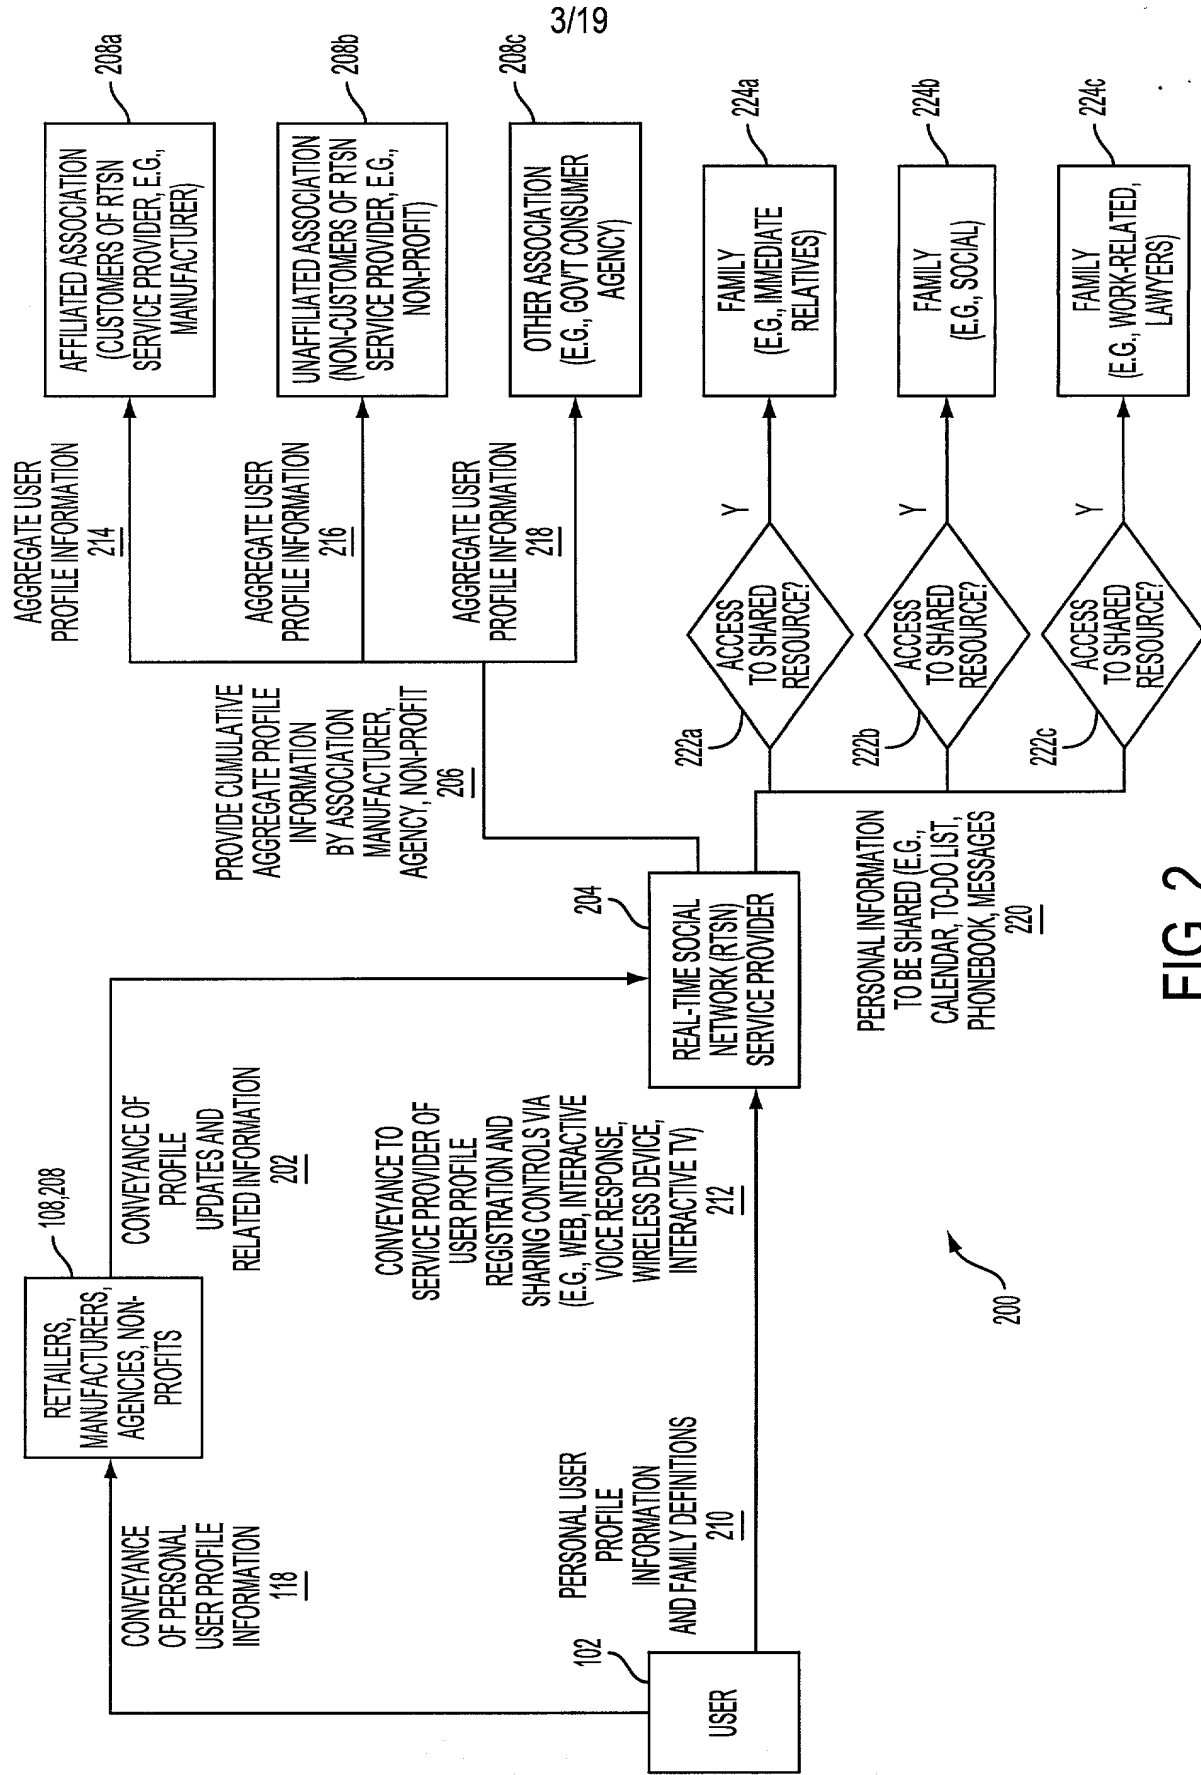 3/19
CONVEYANCE
OF PERSONAL
USER PROFILE
INFORMATION
118
RETAILERS,
MANUFACTURERS,
AGENCIES, NON-
PROFITS
108,208
CONVEYANCE OF
PROFILE
UPDATES AND
RELATED INFORMATION
202
USER
102
PERSONAL USER
PROFILE
INFORMATION
AND FAMILY DEFINITIONS
210
CONVEYANCE TO
SERVICE PROVIDER OF
USER PROFILE
REGISTRATION AND
SHARING CONTROLS VIA
(E.G., WEB, INTERACTIVE
VOICE RESPONSE,
WIRELESS DEVICE,
INTERACTIVE TV)
212
REAL-TIME SOCIAL
NETWORK (RTSN)
SERVICE PROVIDER
204
PROVIDE CUMULATIVE
AGGREGATE PROFILE
INFORMATION
BY ASSOCIATION
MANUFACTURER,
AGENCY, NON-PROFIT
206
AGGREGATE USER
PROFILE INFORMATION
214
AFFILIATED ASSOCIATION
(CUSTOMERS OF RTSN
SERVICE PROVIDER, E.G.,
MANUFACTURER)
208a
AGGREGATE USER
PROFILE INFORMATION
216
UNAFFILIATED ASSOCIATION
(NON-CUSTOMERS OF RTSN
SERVICE PROVIDER, E.G.,
NON-PROFIT)
208b
AGGREGATE USER
PROFILE INFORMATION
218
OTHER ASSOCIATION
(E.G., GOV'T CONSUMER
AGENCY)
208c
PERSONAL INFORMATION
TO BE SHARED (E.G.,
CALENDAR, TO-DO LIST,
PHONEBOOK, MESSAGES
220
ACCESS
TO SHARED
RESOURCE?
222a
Y
FAMILY
(E.G., IMMEDIATE
RELATIVES)
224a
ACCESS
TO SHARED
RESOURCE?
222b
Y
FAMILY
(E.G., SOCIAL)
224b
ACCESS
TO SHARED
RESOURCE?
222c
Y
FAMILY
(E.G., WORK-RELATED,
LAWYERS)
224c
200
FIG. 2